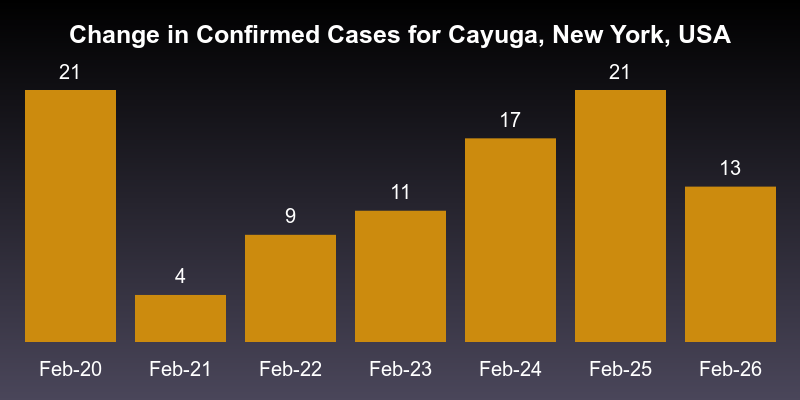 Change in Confirmed Cases for Cayuga, New York, USA
21
4
9
11
17
21
13
Feb-20
Feb-21
Feb-22
Feb-23
Feb-24
Feb-25
Feb-26